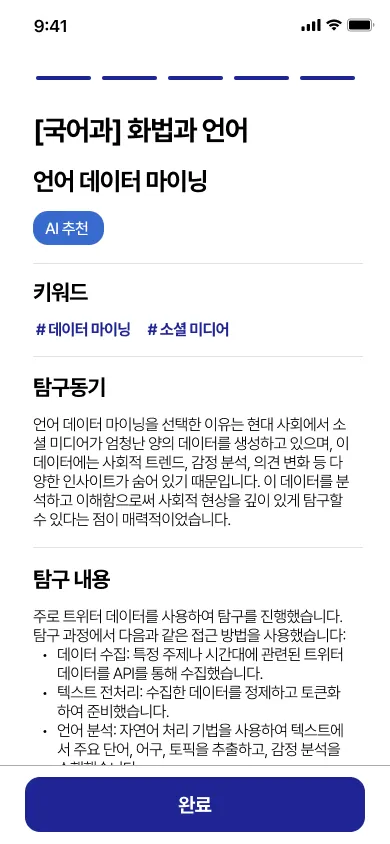 9:41
[국어과] 화법과 언어
언어 데이터 마이닝
AI 추천
키워드
# 데이터 마이닝 # 소셜 미디어
탐구동기
언어 데이터 마이닝을 선택한 이유는 현대 사회에서 소
셜 미디어가 엄청난 양의 데이터를 생성하고 있으며, 이
데이터에는 사회적 트렌드, 감정 분석, 의견 변화 등 다
양한 인사이트가 숨어 있기 때문입니다. 이 데이터를 분
석하고 이해함으로써 사회적 현상을 깊이 있게 탐구할
수 있다는 점이 매력적이었습니다.
탐구 내용
주로 트위터 데이터를 사용하여 탐구를 진행했습니다.
탐구 과정에서 다음과 같은 접근 방법을 사용했습니다:
• 데이터 수집: 특정 주제나 시간대에 관련된 트위터
데이터를 API를 통해 수집했습니다.
• 텍스트 전처리: 수집한 데이터를 정제하고 토큰화
하여 준비했습니다.
• 언어 분석: 자연어 처리 기법을 사용하여 텍스트에
서 주요 단어, 어구, 토픽을 추출하고, 감정 분석을
완료